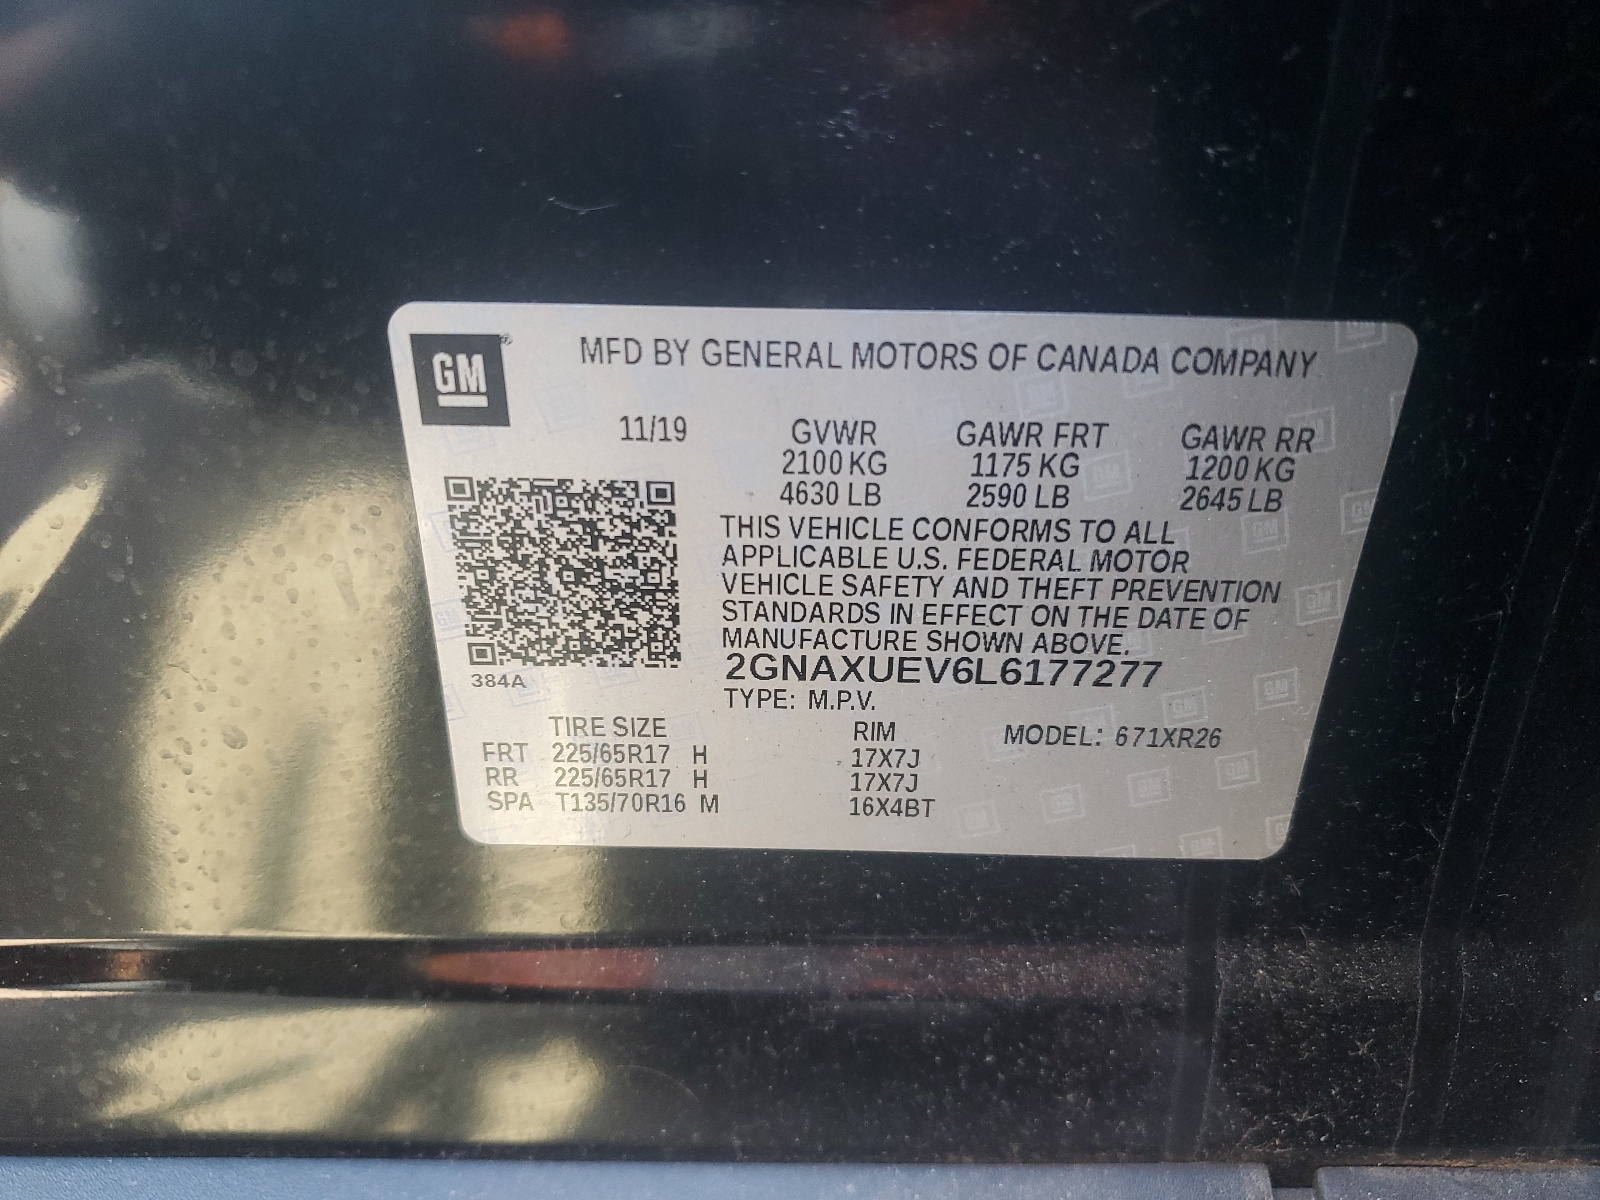 GM ®
MFD BY GENERAL MOTORS OF CANADA COMPANY
11/19 GVWR GAWR FRT GAWR RR
2100 KG 1175 KG 1200 KG
4630 LB 2590 LB 2645 LB
THIS VEHICLE CONFORMS TO ALL
APPLICABLE U.S. FEDERAL MOTOR
VEHICLE SAFETY AND THEFT PREVENTION
STANDARDS IN EFFECT ON THE DATE OF
MANUFACTURE SHOWN ABOVE.
2GNAXUEV6L6177277
384A
TYPE: M.P.V.
TIRE SIZE RIM MODEL: 671XR26
FRT 225/65R17 H 17X7J
RR 225/65R17 H 17X7J
SPA T135/70R16 M 16X4BT